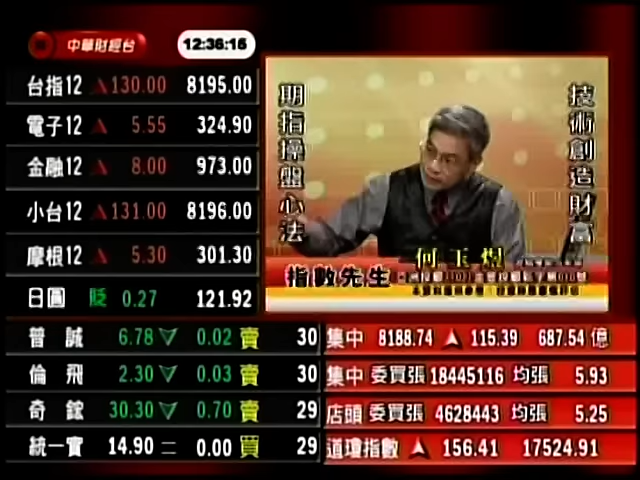 中華財經台
12:36:15
台指12 130.00 8195.00
電子12 5.55 324.90
金融12 8.00 973.00
小台12 131.00 8196.00
摩根12 5.30 301.30
日圓 貶 0.27 121.92
期指操盤心法
技術創造財富
何玉煜
指數先生
普誠 6.78 0.02 賣 30
倫飛 2.30 0.03 賣 30
奇鋐 30.30 0.70 賣 29
統一實 14.90 二 0.00 買 29
集中 8188.74 115.39 687.54 億
集中 委買張 18445116 均張 5.93
店頭 委買張 4628443 均張 5.25
道瓊指數 156.41 17524.91